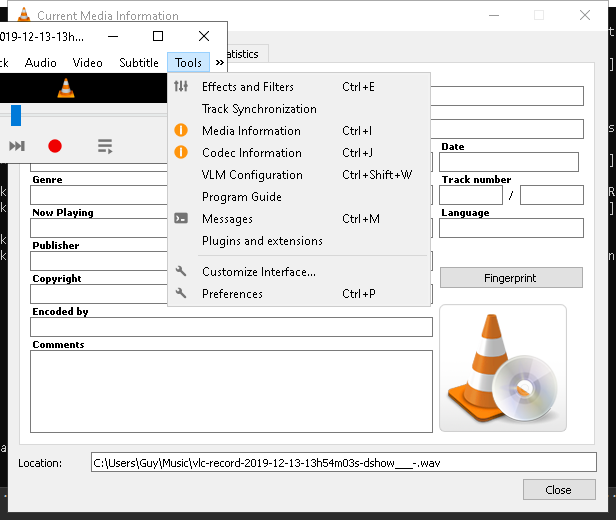 Current Media Information
2019-12-13-13h...
ck Audio Video Subtitle Tools »
atistics
Effects and Filters Ctrl+E
Track Synchronization
Media Information Ctrl+I
Codec Information Ctrl+J
VLM Configuration Ctrl+Shift+W
Program Guide
Messages Ctrl+M
Plugins and extensions
Customize Interface...
Preferences Ctrl+P
Date
Genre
Track number
/
Now Playing
Language
Publisher
Copyright
Fingerprint
Encoded by
Comments
Location: C:\Users\Guy\Music\vlc-record-2019-12-13-13h54m03s-dshow___-.wav
Close